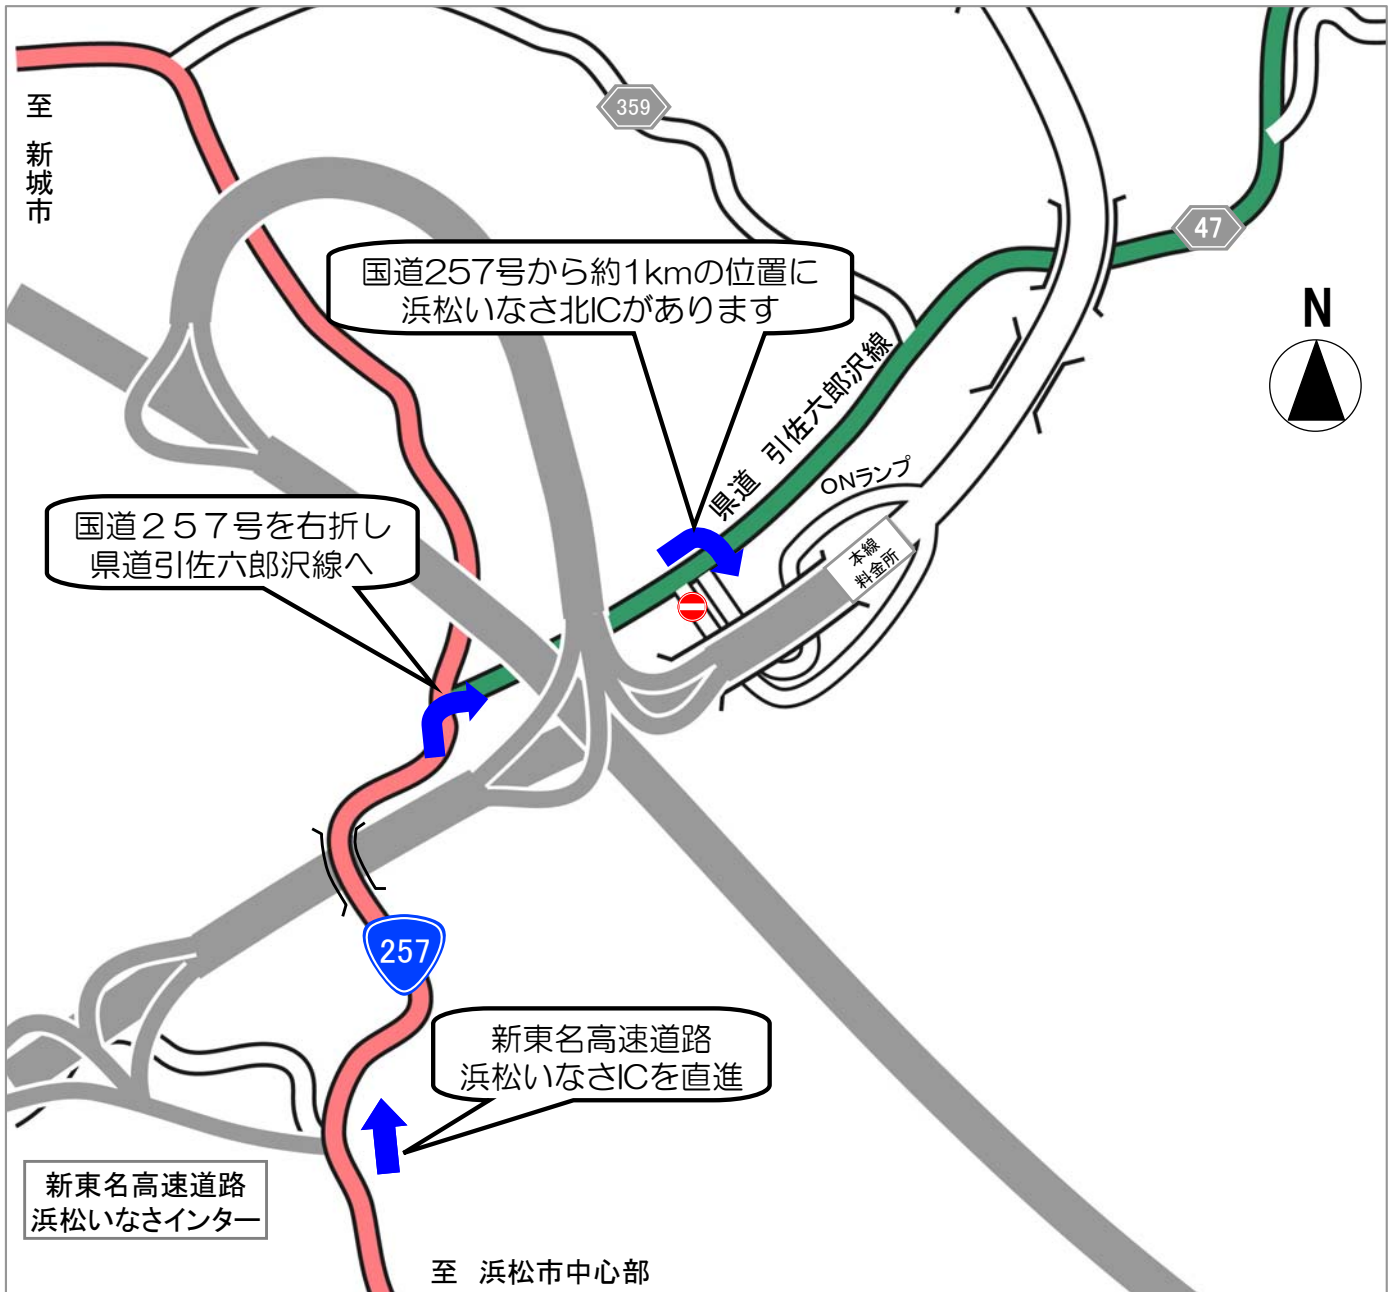 359
至
新
城
市
47
国道257号から約1kmの位置に
浜松いなさ北ICがあります
N
県道 引佐六郎沢線
ONランプ
国道２５７号を右折し
県道引佐六郎沢線へ
本線
料金所
257
新東名高速道路
浜松いなさICを直進
新東名高速道路
浜松いなさインター
至 浜松市中心部